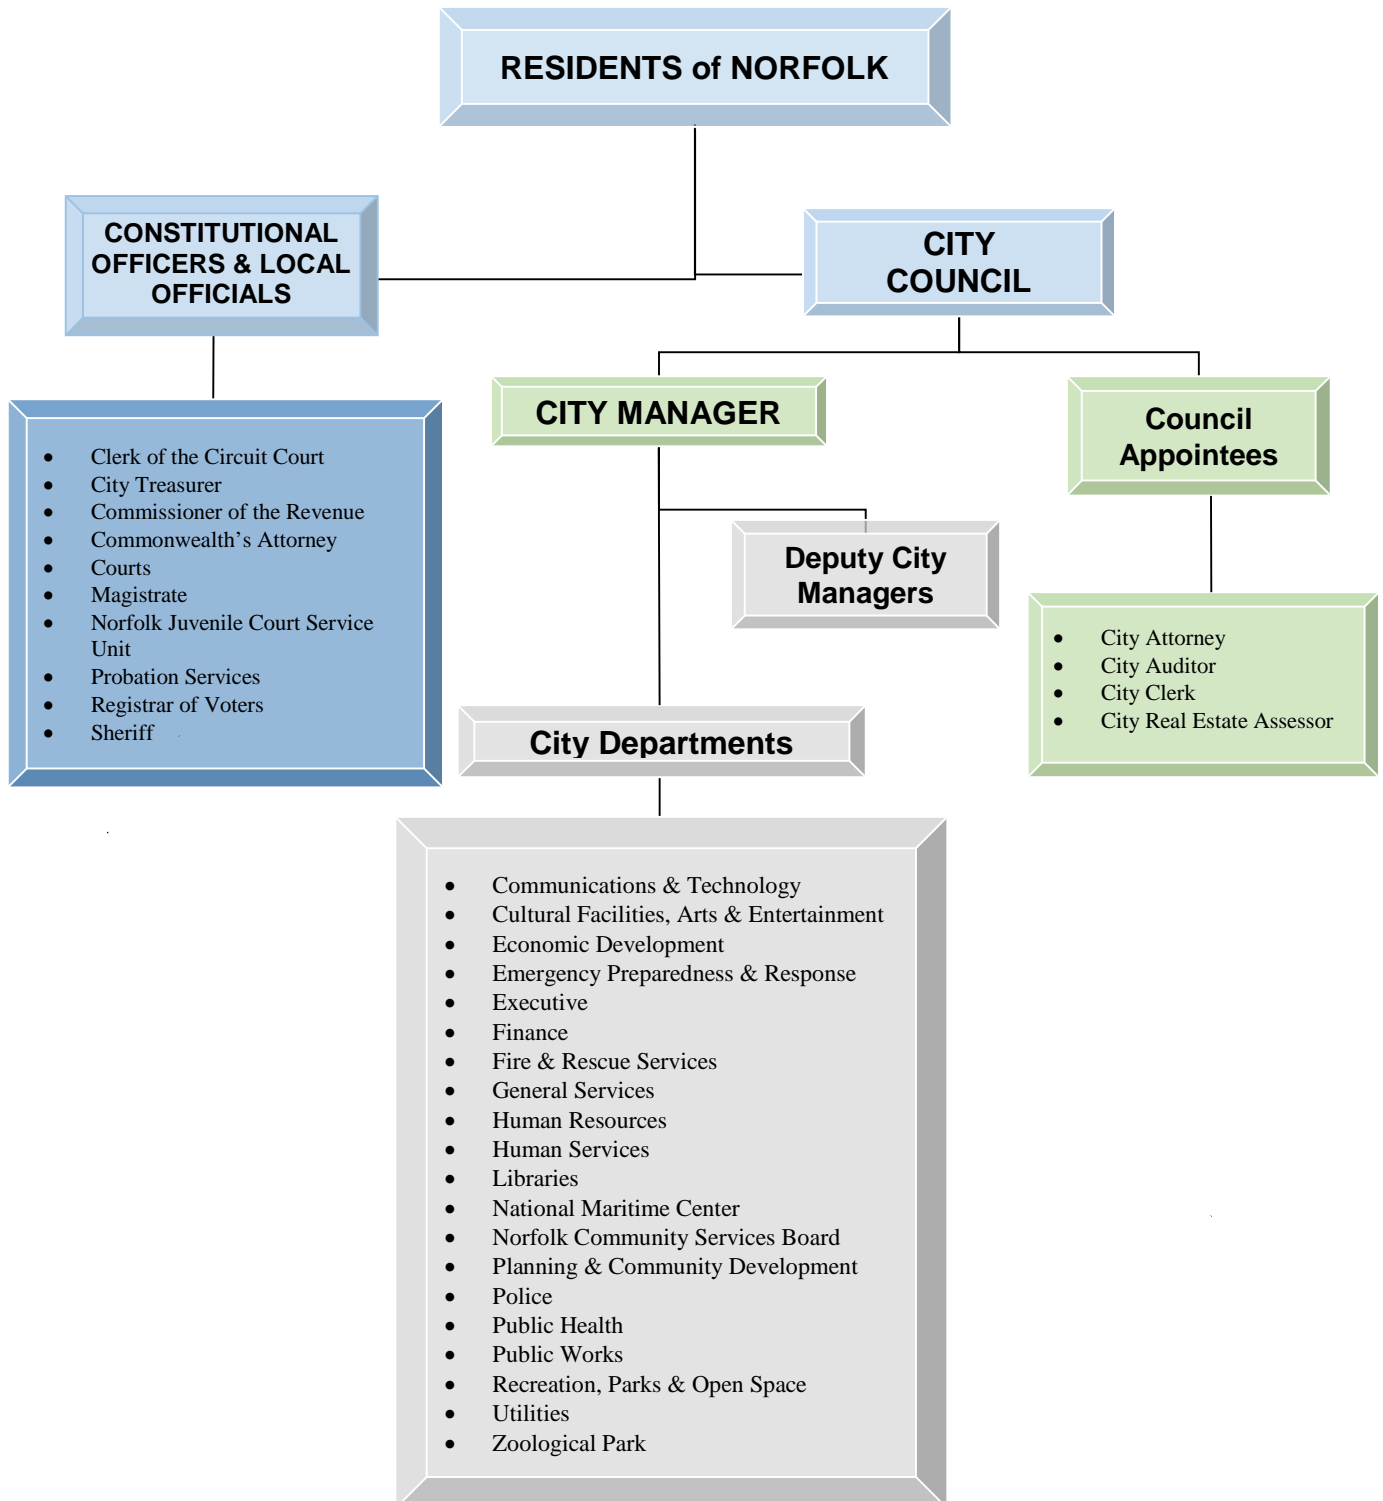 RESIDENTS of NORFOLK
CONSTITUTIONAL
OFFICERS & LOCAL
OFFICIALS
CITY
COUNCIL
CITY MANAGER
Council
Appointees
• Clerk of the Circuit Court
• City Treasurer
• Commissioner of the Revenue
• Commonwealth’s Attorney
• Courts
• Magistrate
• Norfolk Juvenile Court Service
Unit
• Probation Services
• Registrar of Voters
• Sheriff
Deputy City
Managers
• City Attorney
• City Auditor
• City Clerk
• City Real Estate Assessor
City Departments
• Communications & Technology
• Cultural Facilities, Arts & Entertainment
• Economic Development
• Emergency Preparedness & Response
• Executive
• Finance
• Fire & Rescue Services
• General Services
• Human Resources
• Human Services
• Libraries
• National Maritime Center
• Norfolk Community Services Board
• Planning & Community Development
• Police
• Public Health
• Public Works
• Recreation, Parks & Open Space
• Utilities
• Zoological Park